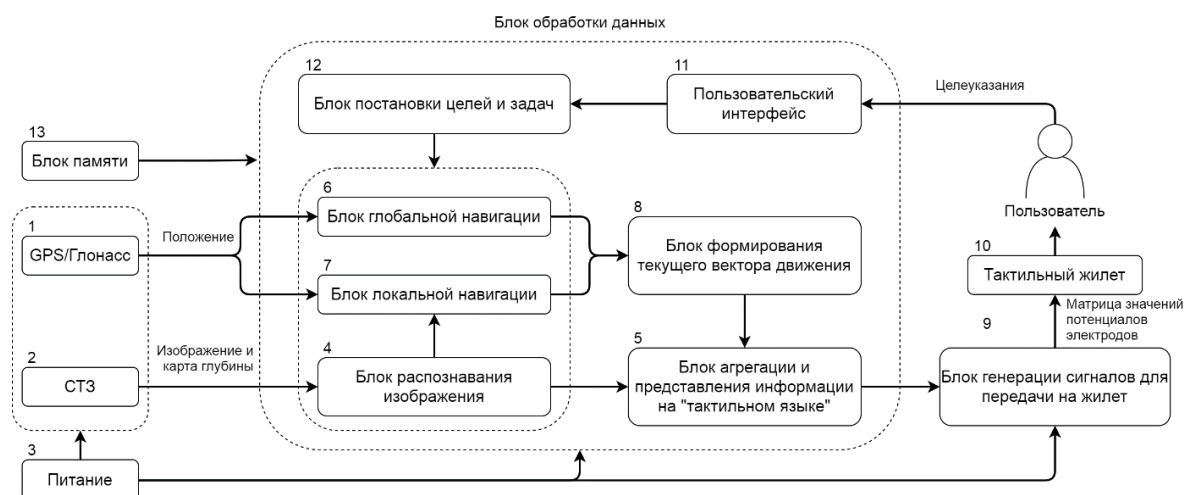 Блок обработки данных
12
Блок постановки целей и задач
11
Пользовательский
интерфейс
Целеуказания
13
Блок памяти
6
Блок глобальной навигации
1
GPS/Глонасс
Положение
7
Блок локальной навигации
8
Блок формирования
текущего вектора движения
Пользователь
10
Тактильный жилет
Матрица значений
потенциалов
электродов
2
СТЗ
Изображение и
карта глубины
4
Блок распознавания
изображения
5
Блок агрегации и
представления информации
на "тактильном языке"
9
Блок генерации сигналов для
передачи на жилет
3
Питание